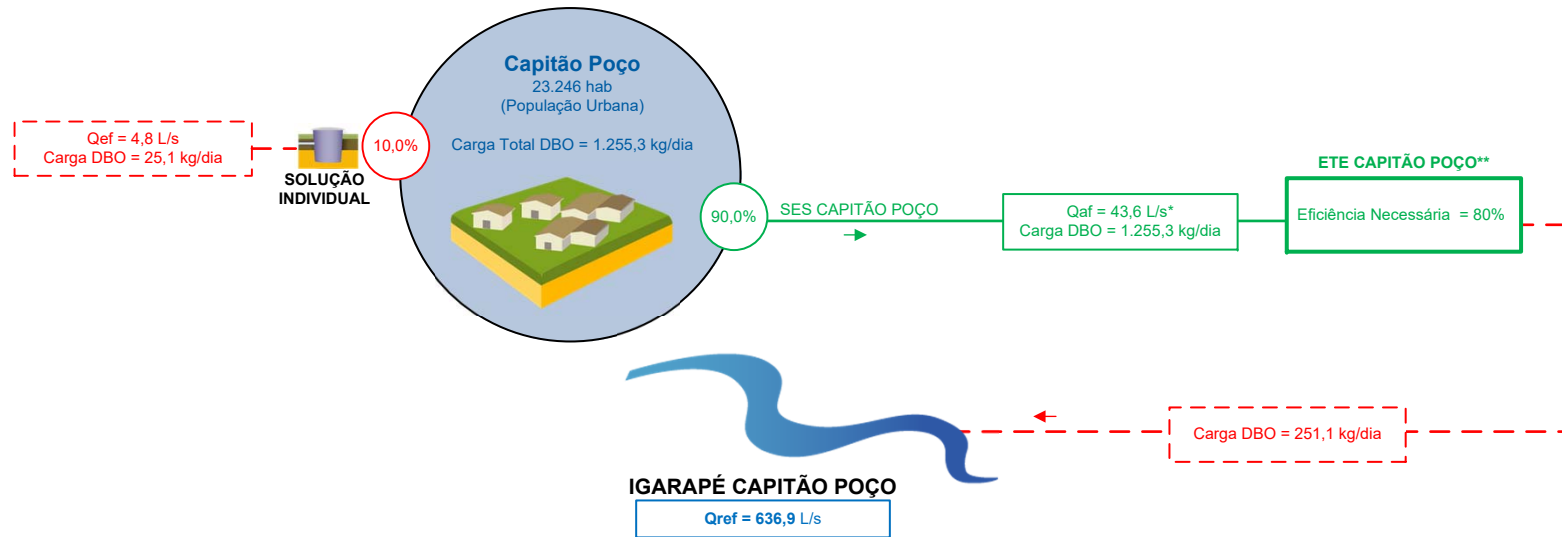 Capitão Poço
23.246 hab
(População Urbana)
Carga Total DBO = 1.255,3 kg/dia
Qef = 4,8 L/s
Carga DBO = 25,1 kg/dia
SOLUÇÃO
INDIVIDUAL
10,0%
90,0%
SES CAPITÃO POÇO
Qaf = 43,6 L/s*
Carga DBO = 1.255,3 kg/dia
ETE CAPITÃO POÇO**
Eficiência Necessária = 80%
Carga DBO = 251,1 kg/dia
IGARAPÉ CAPITÃO POÇO
Qref = 636,9 L/s